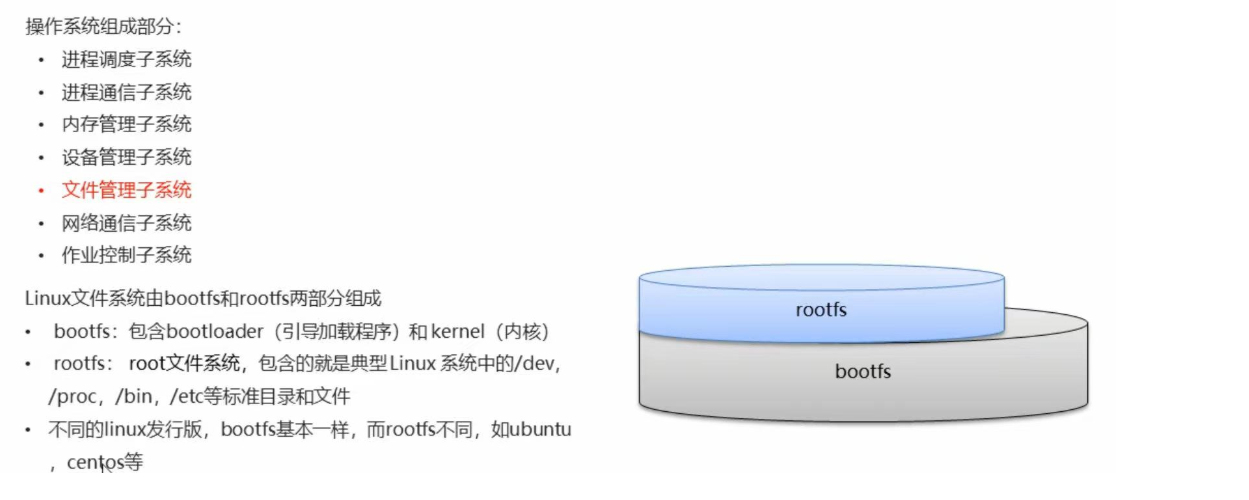 操作系统组成部分：
• 进程调度子系统
• 进程通信子系统
• 内存管理子系统
• 设备管理子系统
• 文件管理子系统
• 网络通信子系统
• 作业控制子系统
Linux文件系统由bootfs和rootfs两部分组成
• bootfs：包含bootloader（引导加载程序）和 kernel（内核）
• rootfs： root文件系统，包含的就是典型 Linux 系统中的/dev，
/proc，/bin，/etc等标准目录和文件
• 不同的linux发行版，bootfs基本一样，而rootfs不同，如ubuntu
，centos等
rootfs
bootfs